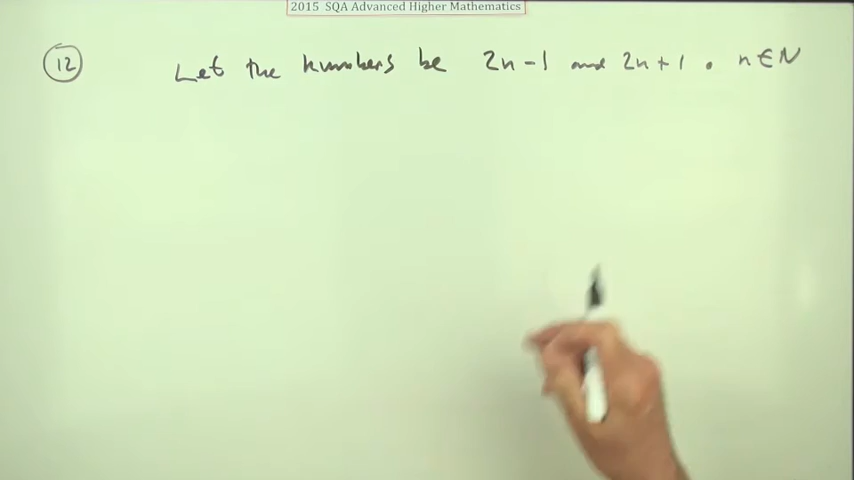 2015 SQA Advanced Higher Mathematics
12 Let the numbers be 2n - 1 and 2n + 1 . n ∈ N